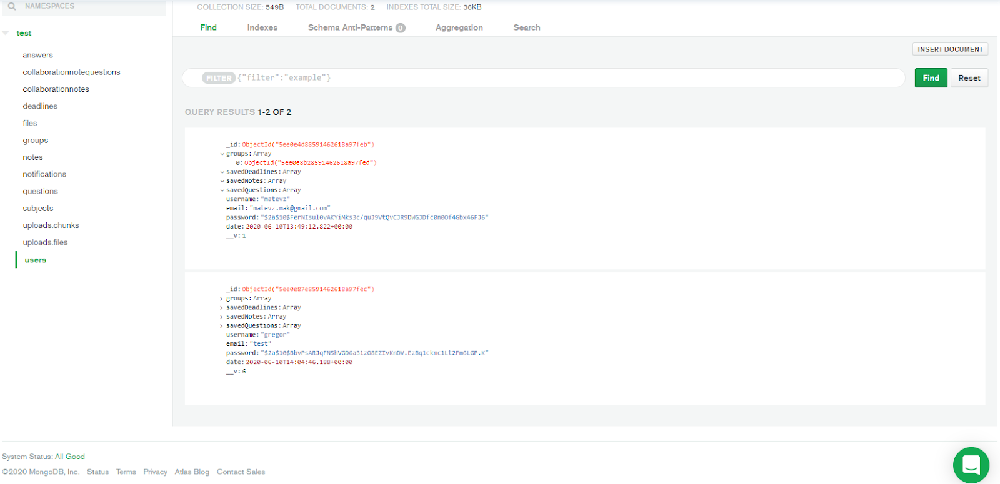 NAMESPACES
COLLECTION SIZE: 549B TOTAL DOCUMENTS: 2 INDEXES TOTAL SIZE: 36KB
Find Indexes Schema Anti-Patterns 0 Aggregation Search
test
answers
collaborationnotequestions
collaborationnotes
deadlines
files
groups
notes
notifications
questions
subjects
uploads.chunks
uploads.files
users
INSERT DOCUMENT
FILTER {"filter":"example"}
Find Reset
QUERY RESULTS 1-2 OF 2
_id: ObjectId("5ee0e4d88591462618a97feb")
groups: Array
0: ObjectId("5ee0e8b28591462618a97fed")
savedDeadlines: Array
savedNotes: Array
savedQuestions: Array
username: "matevz"
email: "matevz.mak@gmail.com"
password: "$2a$10$FerNIsul0vAKYiMks3c/quJ9VtQvCJR9DWGJDfc0n0Of4Gbx46FJ6"
date: 2020-06-10T13:49:12.822+00:00
__v: 1
_id: ObjectId("5ee0e87e8591462618a97fec")
groups: Array
savedDeadlines: Array
savedNotes: Array
savedQuestions: Array
username: "gregor"
email: "test"
password: "$2a$10$BbvPsARJqFNShVGD6a31zO8EZIvKnDV.EzBq1ckmc1Lt2Fm6LGP.K"
date: 2020-06-10T14:04:46.188+00:00
__v: 6
System Status: All Good
©2020 MongoDB, Inc. Status Terms Privacy Atlas Blog Contact Sales